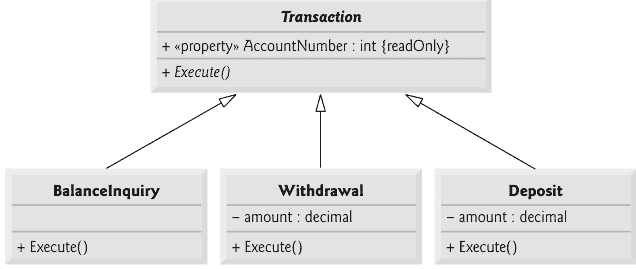 Transaction
+ «property» AccountNumber : int {readOnly}
+ Execute()
BalanceInquiry
+ Execute()
Withdrawal
– amount : decimal
+ Execute()
Deposit
– amount : decimal
+ Execute()